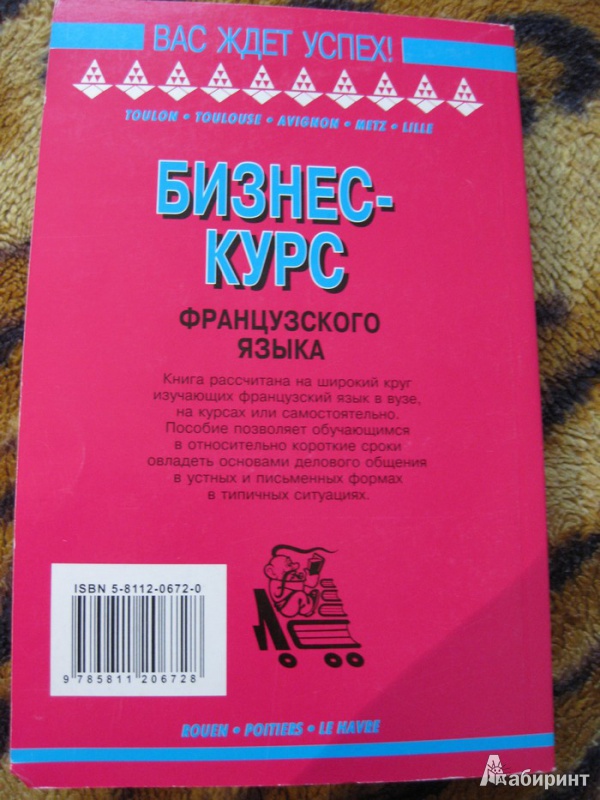 ВАС ЖДЕТ УСПЕХ!
TOULON • TOULOUSE • AVIGNON • METZ • LILLE
БИЗНЕС-
КУРС
ФРАНЦУЗСКОГО
ЯЗЫКА
Книга рассчитана на широкий круг
изучающих французский язык в вузе,
на курсах или самостоятельно.
Пособие позволяет обучающимся
в относительно короткие сроки
овладеть основами делового общения
в устных и письменных формах
в типичных ситуациях.
ISBN 5-8112-0672-0
9 785811 206728
ROUEN • POITIERS • LE HAVRE
Лабиринт